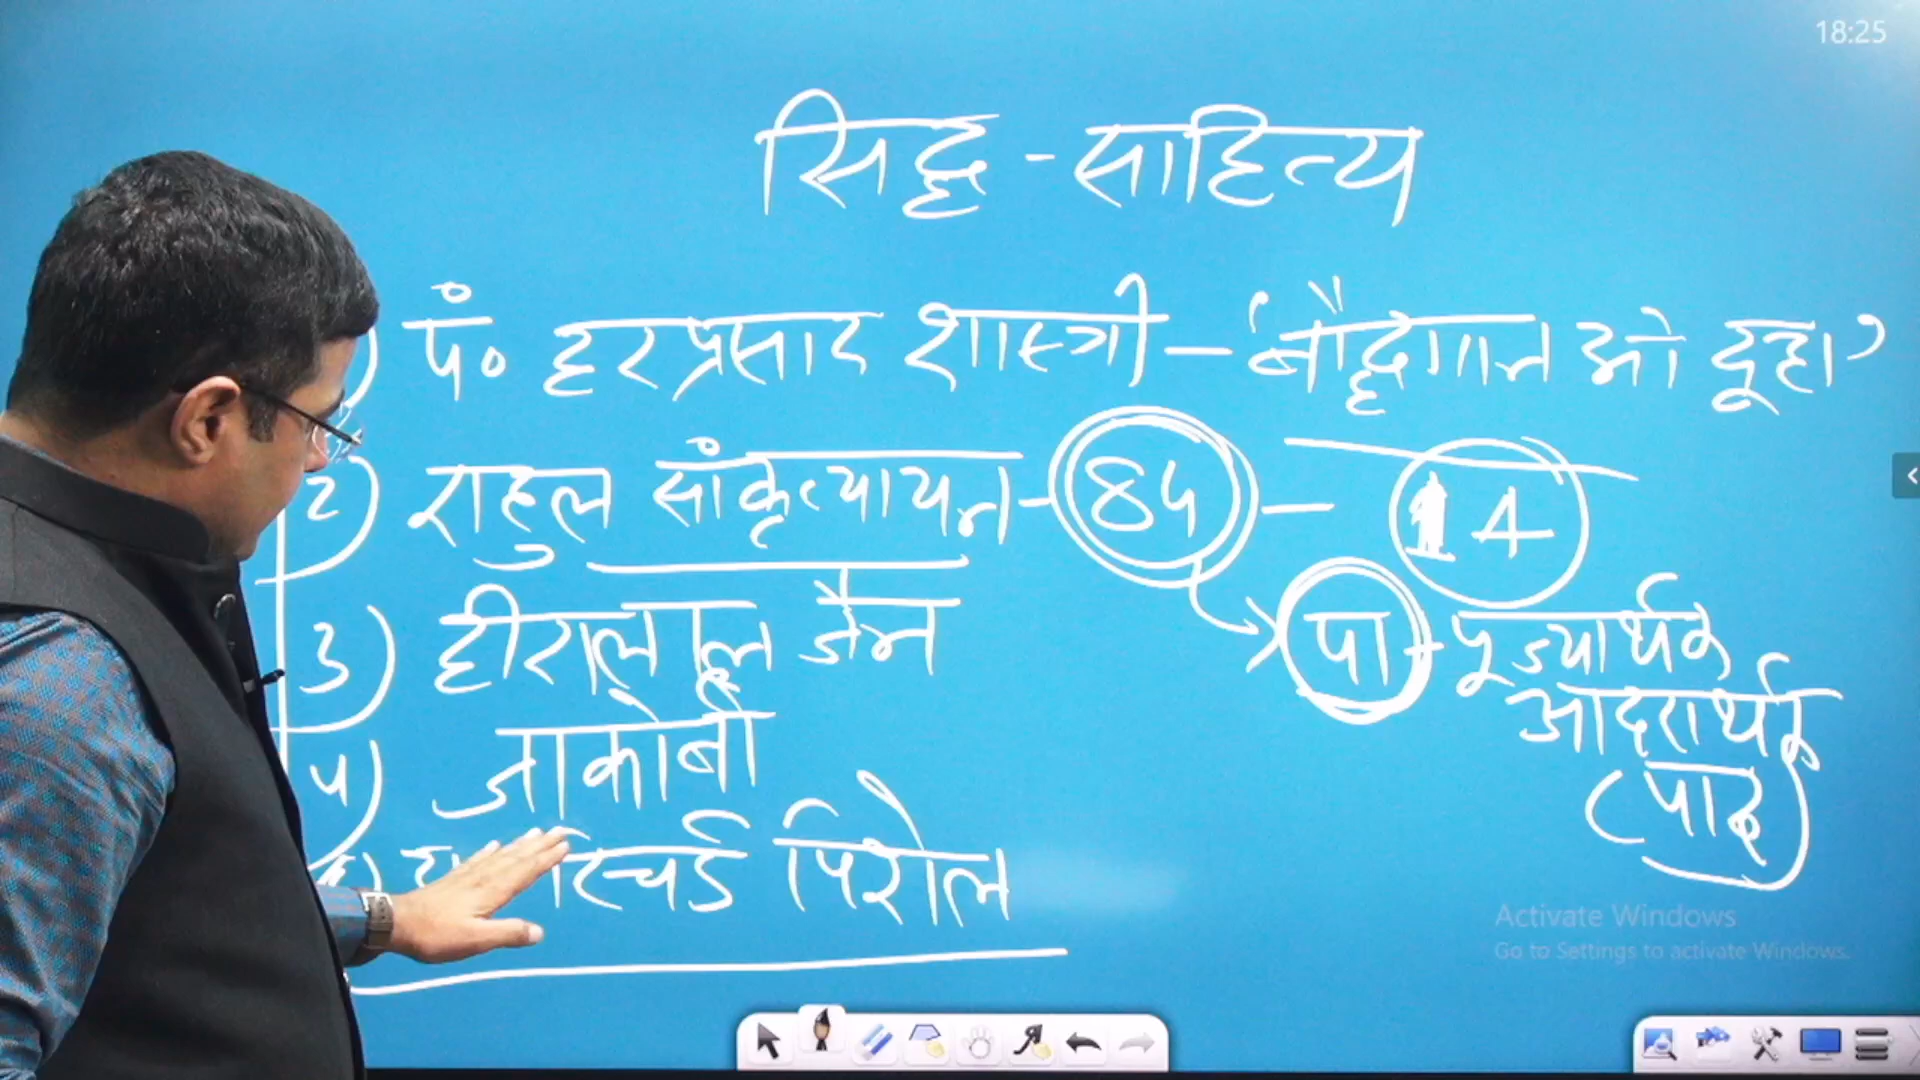 18:25
सिद्ध - साहित्य
पं० हरप्रसाद शास्त्री - 'बौद्धगान ओ दूहा'
2) राहुल सांकृत्यायन - 84 - 14
3) हीरालाल जैन
पा - पूज्यार्थक
आदरार्थक
(पाद)
4) जाकोबी
पिशेल
Activate Windows
Go to Settings to activate Windows.